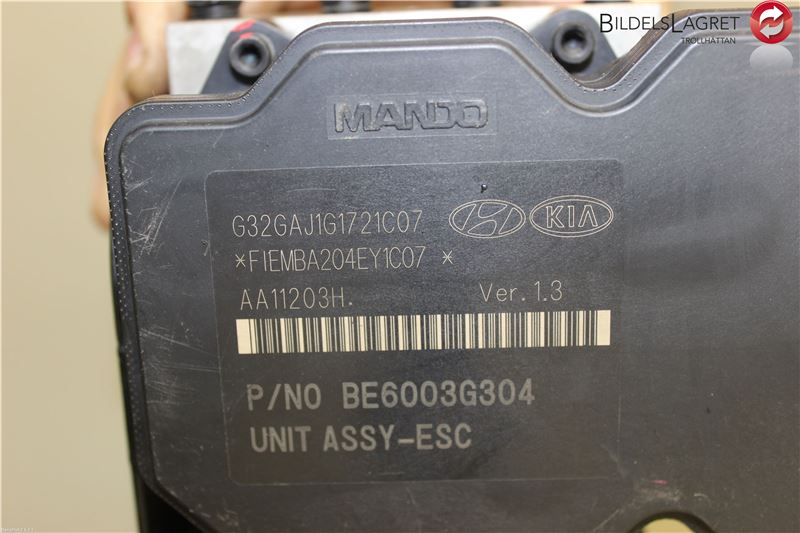 BILDELSLAGRET
TROLLHÄTTAN
MANDO
G32GAJ1G1721C07
KIA
*FIEMBA204EY1C07 *
AA11203H.
Ver. 1.3
P/NO BE6003G304
UNIT ASSY-ESC